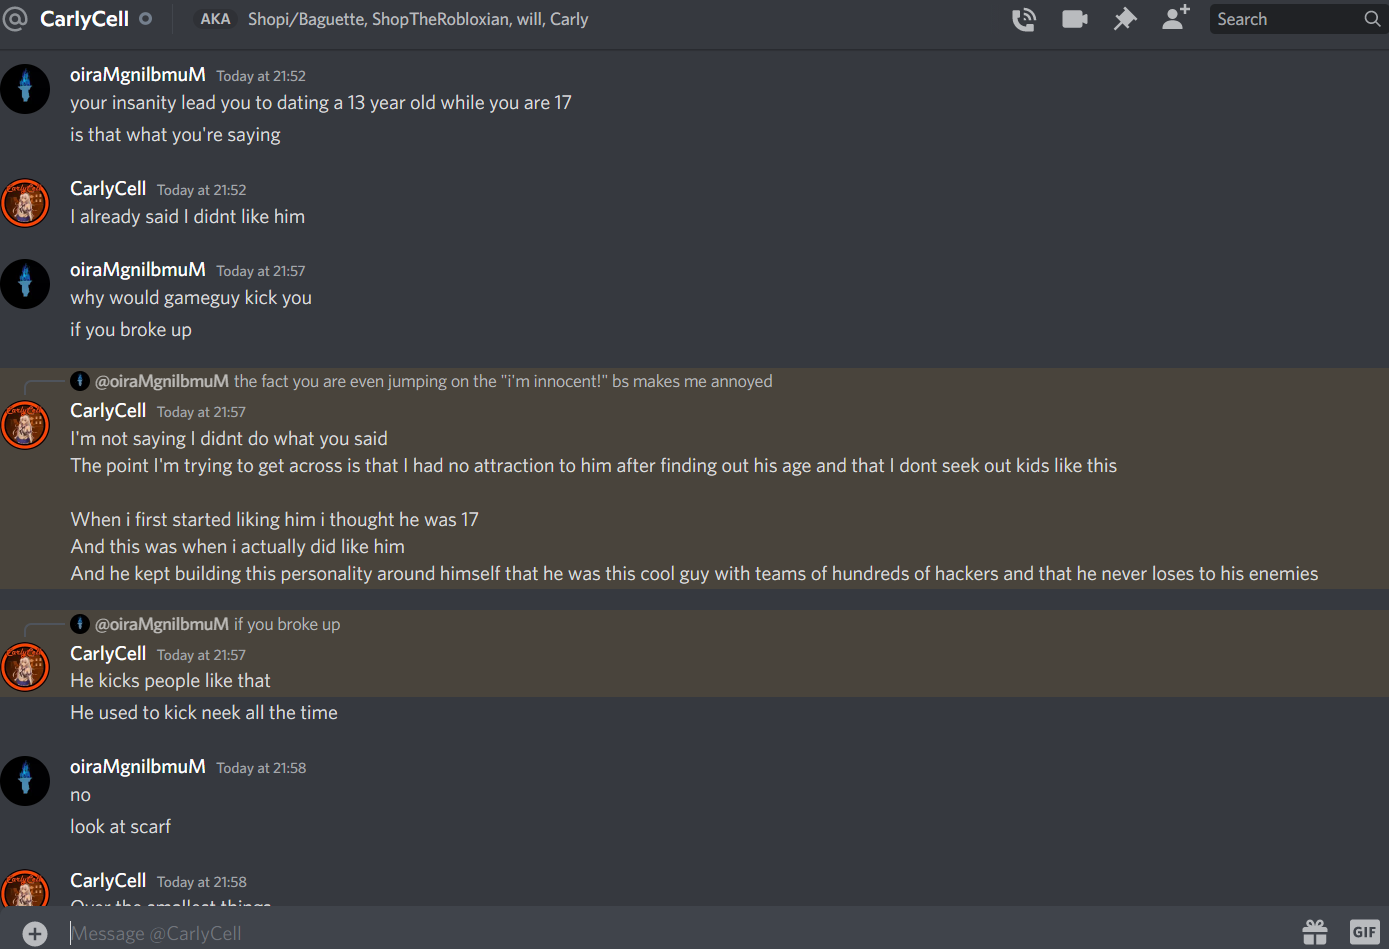 CarlyCell AKA Shopi/Baguette, ShopTheRobloxian, will, Carly Search
oiraMgnilbmuM Today at 21:52
your insanity lead you to dating a 13 year old while you are 17
is that what you're saying
CarlyCell Today at 21:52
I already said I didnt like him
oiraMgnilbmuM Today at 21:57
why would gameguy kick you
if you broke up
@oiraMgnilbmuM the fact you are even jumping on the "i'm innocent!" bs makes me annoyed
CarlyCell Today at 21:57
I'm not saying I didnt do what you said
The point I'm trying to get across is that I had no attraction to him after finding out his age and that I dont seek out kids like this
When i first started liking him i thought he was 17
And this was when i actually did like him
And he kept building this personality around himself that he was this cool guy with teams of hundreds of hackers and that he never loses to his enemies
@oiraMgnilbmuM if you broke up
CarlyCell Today at 21:57
He kicks people like that
He used to kick neek all the time
oiraMgnilbmuM Today at 21:58
no
look at scarf
CarlyCell Today at 21:58
Over the smallest things
Message @CarlyCell
GIF